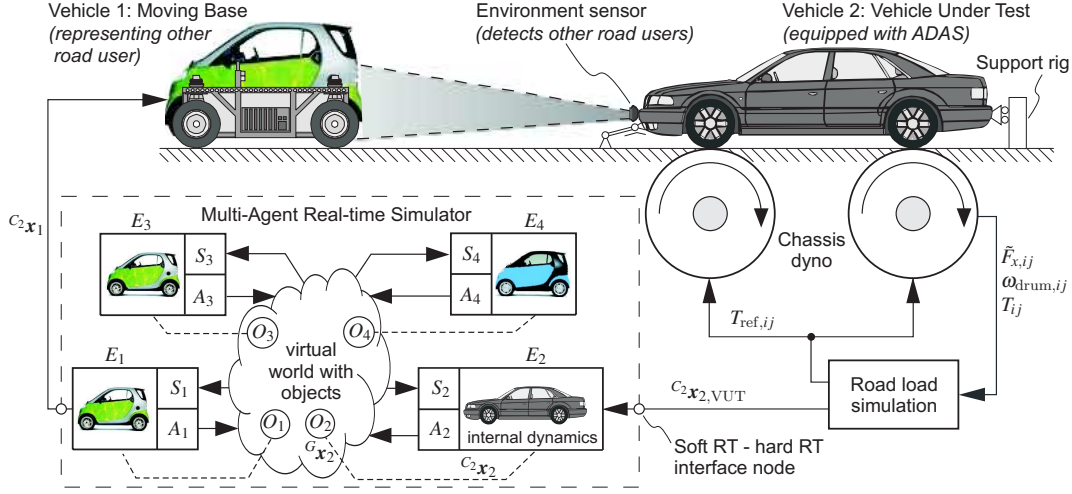 Vehicle 1: Moving Base
(representing other
road user)
Environment sensor
(detects other road users)
Vehicle 2: Vehicle Under Test
(equipped with ADAS)
Support rig
C₂x₁
Multi-Agent Real-time Simulator
E₃
S₃
A₃
E₄
S₄
A₄
O₃
O₄
virtual
world with
objects
E₁
S₁
A₁
O₁
O₂
ᴳx₂
E₂
S₂
A₂
internal dynamics
C₂x₂
Chassis
dyno
F̃x,ij
ωdrum,ij
Tij
Tref,ij
C₂x₂,VUT
Road load
simulation
Soft RT - hard RT
interface node